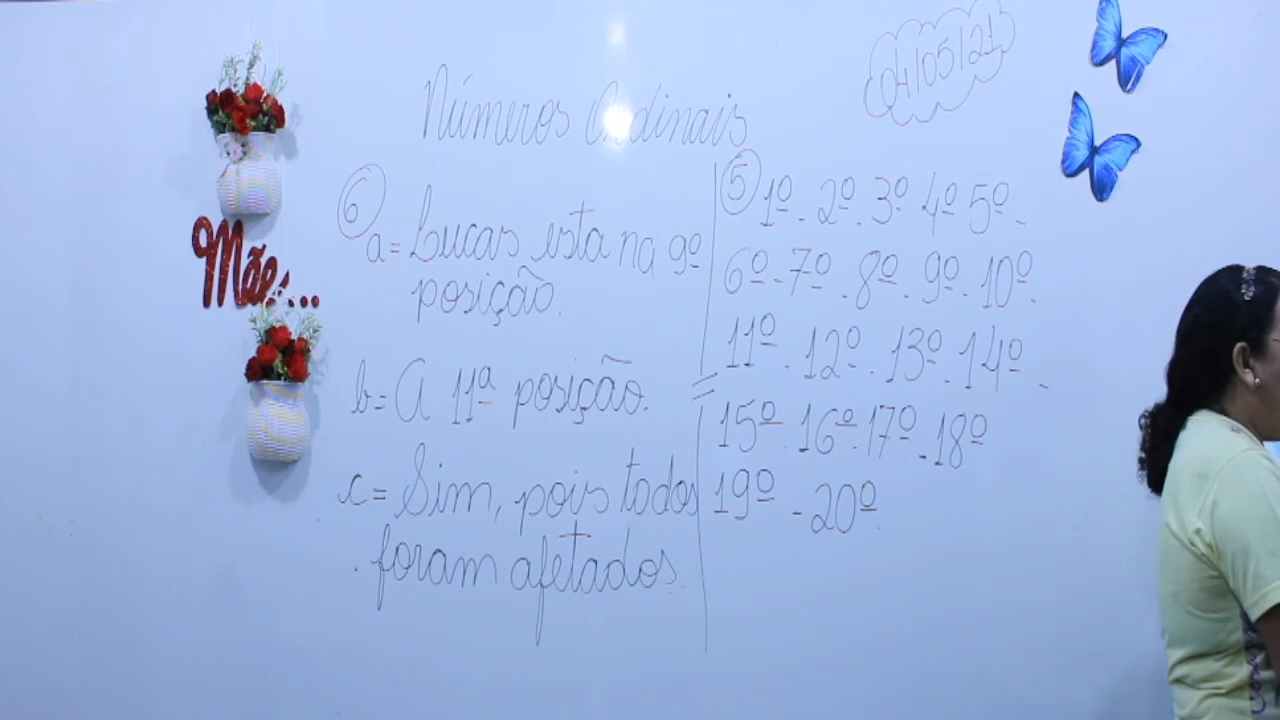 04/05/21
Números Ordinais
Mãe...
6
a= Lucas esta na 9º
posição.
b= A 11ª posição.
c= Sim, pois todos
foram afetados.
5 1º - 2º - 3º 4º 5º -
6º - 7º - 8º - 9º - 10º -
11º - 12º - 13º - 14º -
15º - 16º - 17º - 18º
19º - 20º